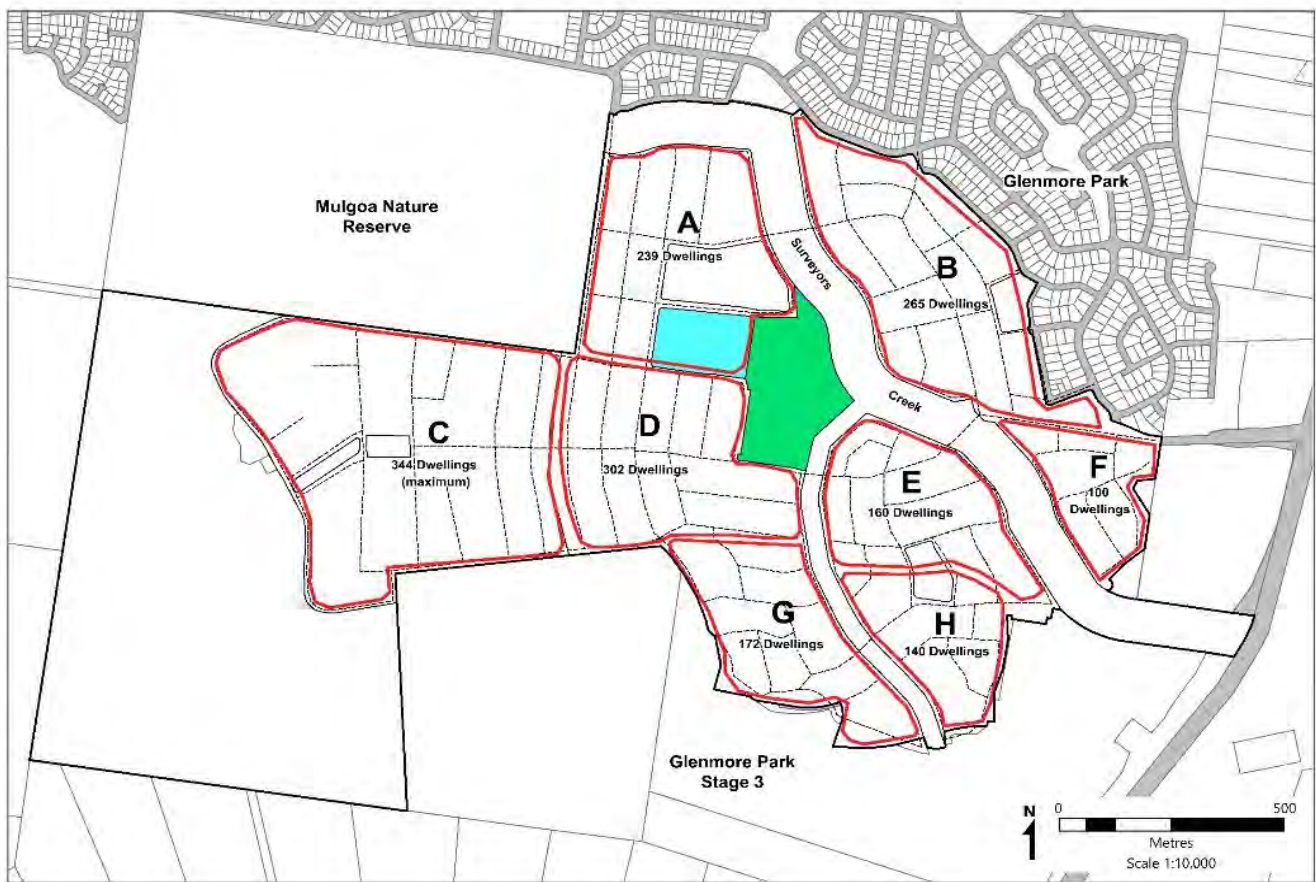 Mulgoa Nature
Reserve
Glenmore Park
A
239 Dwellings
Surveyors
B
265 Dwellings
C
344 Dwellings
(maximum)
D
302 Dwellings
Creek
E
160 Dwellings
F
100
Dwellings
G
172 Dwellings
H
140 Dwellings
Glenmore Park
Stage 3
N
0 500
Metres
Scale 1:10,000